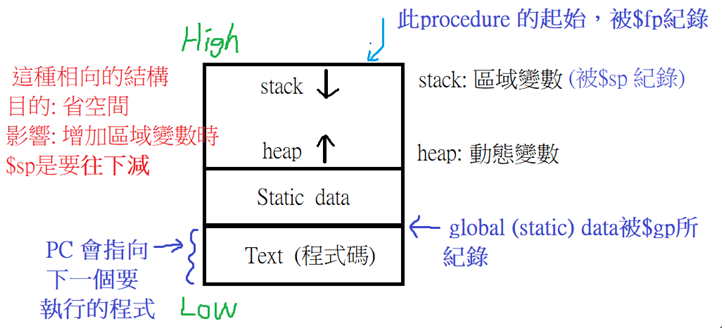 High
此procedure 的起始，被$fp紀錄
這種相向的結構
目的: 省空間
影響: 增加區域變數時
$sp是要往下減
stack
stack: 區域變數 (被$sp 紀錄)
heap
heap: 動態變數
Static data
global (static) data被$gp所
紀錄
PC 會指向
下一個要
執行的程式
Text (程式碼)
Low